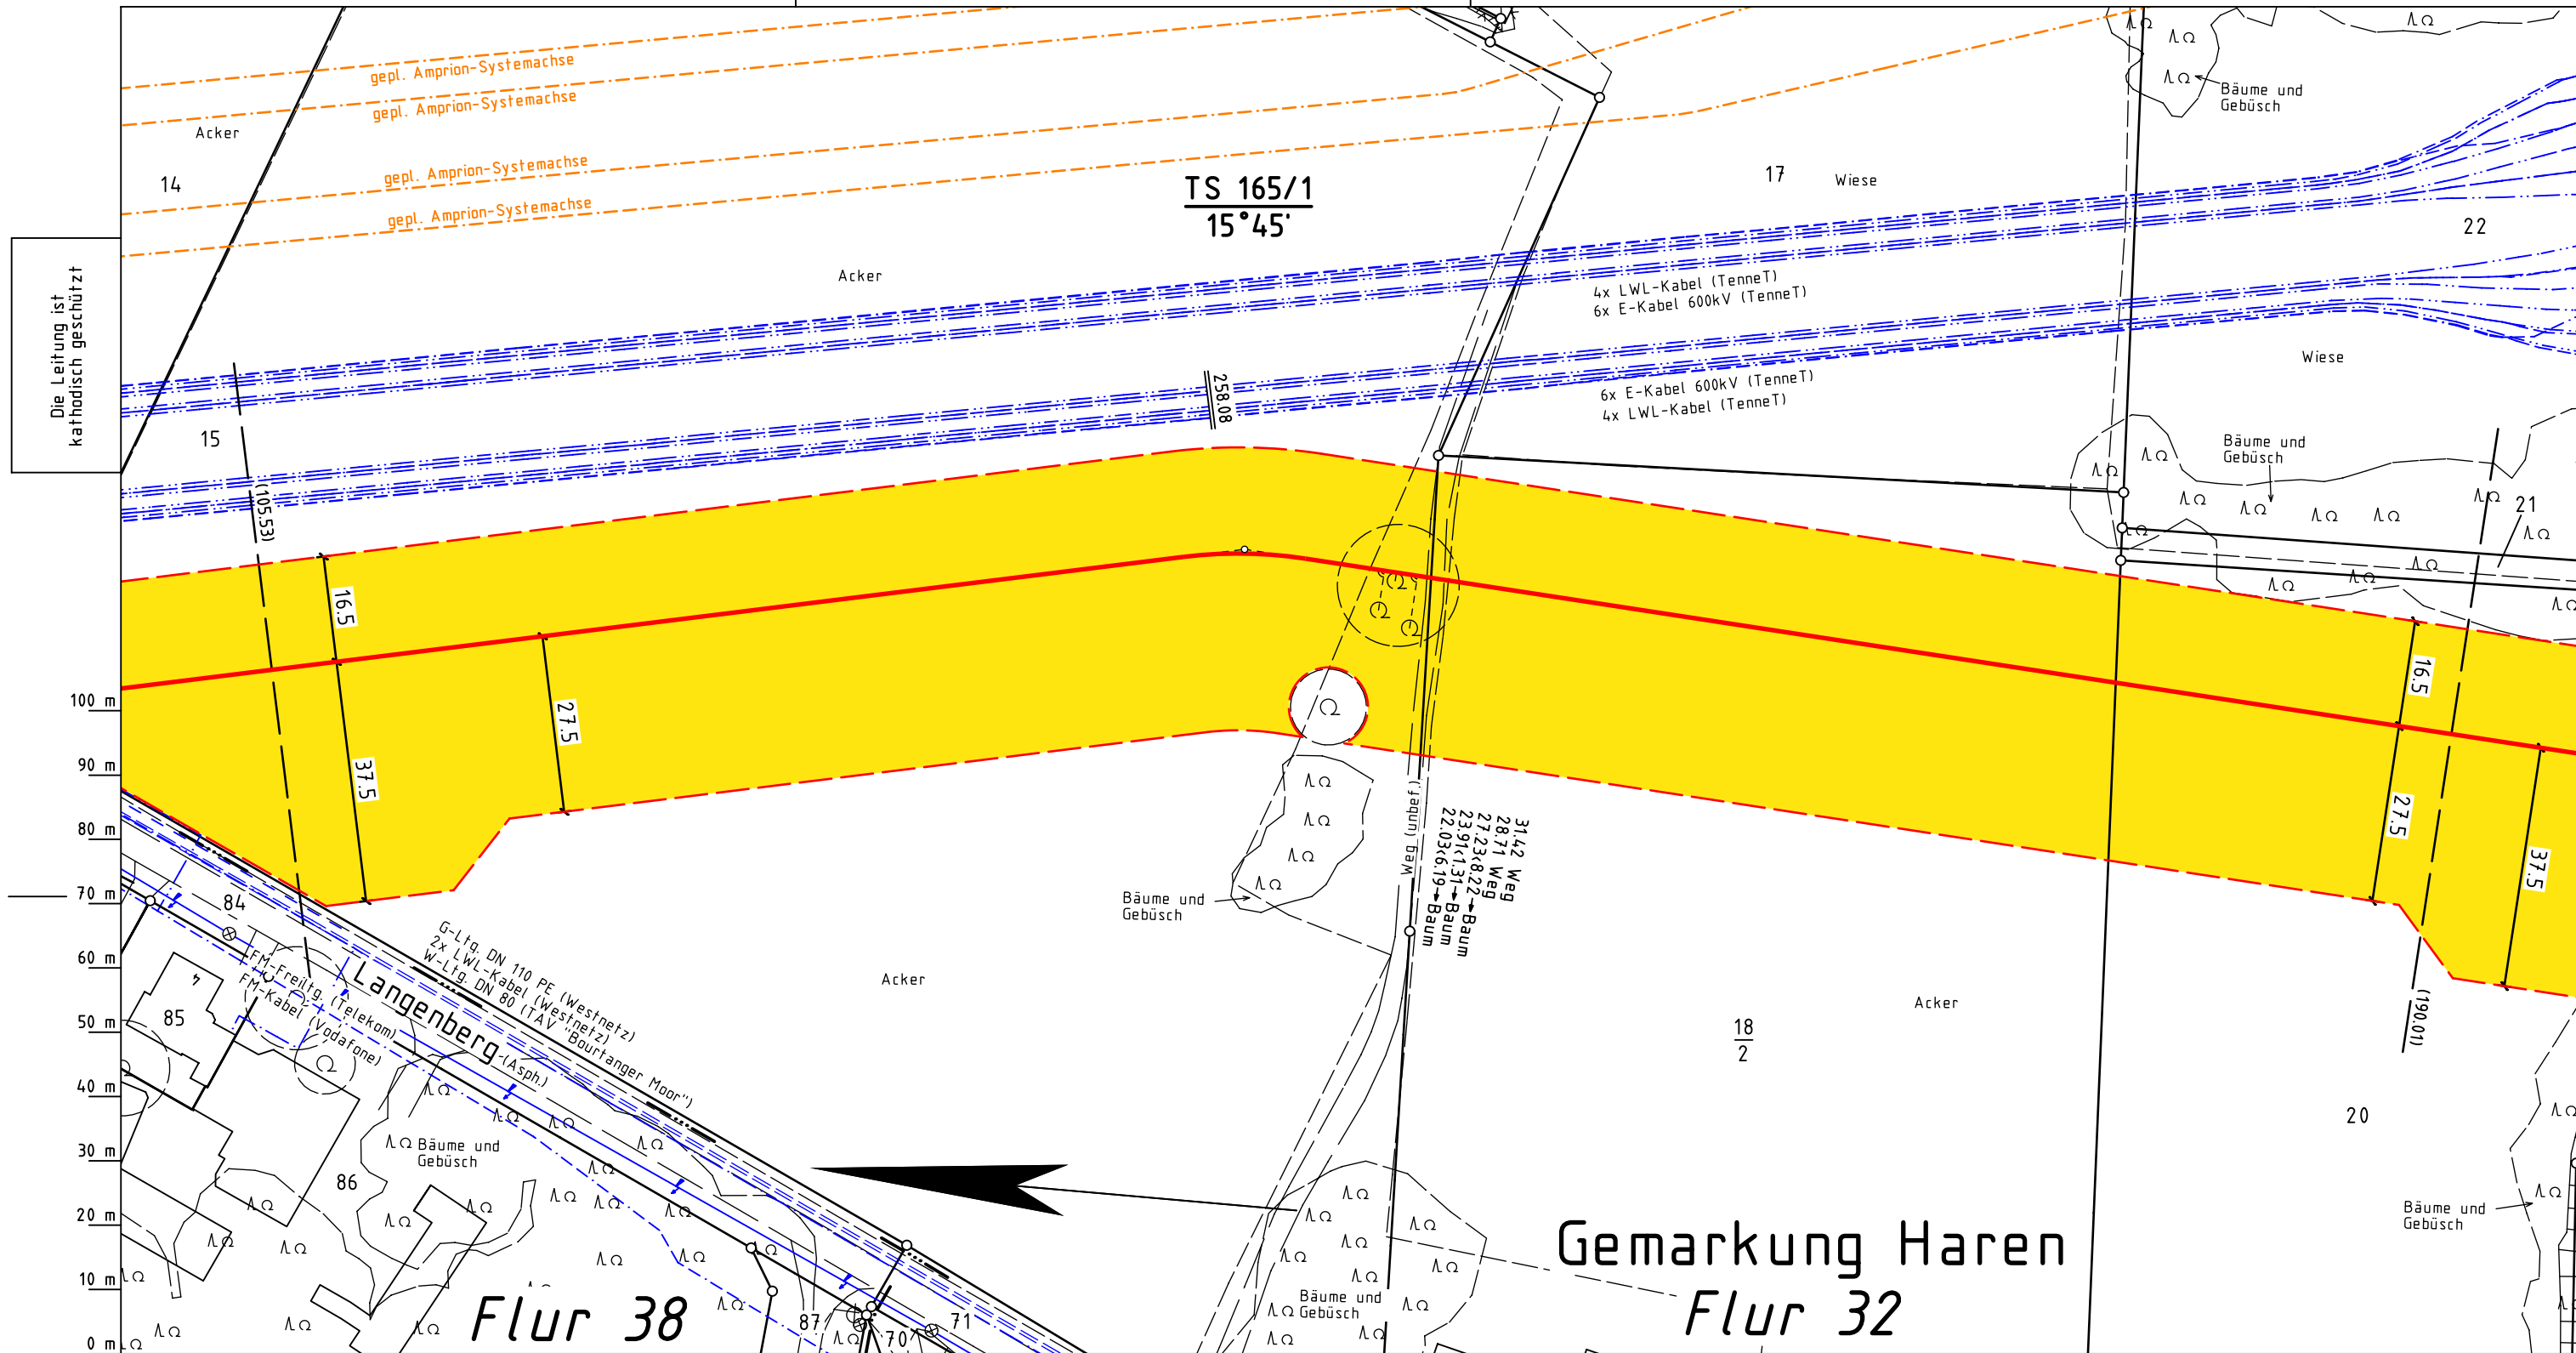 gepl. Amprion-Systemachse
gepl. Amprion-Systemachse
gepl. Amprion-Systemachse
gepl. Amprion-Systemachse
Acker
14
TS 165/1
15°45'
17
Wiese
Bäume und
Gebüsch
22
Acker
4x LWL-Kabel (TenneT)
6x E-Kabel 600kV (TenneT)
Die Leitung ist
kathodisch geschützt
258.08
6x E-Kabel 600kV (TenneT)
4x LWL-Kabel (TenneT)
Wiese
15
Bäume und
Gebüsch
(105.53)
21
16.5
16.5
27.5
37.5
27.5
37.5
100 m
90 m
80 m
70 m
60 m
50 m
40 m
30 m
20 m
10 m
0 m
Weg (unbef.)
31.42 Weg
28.71 Weg
27.23<8.22→Baum
23.91<1.31→Baum
22.03<6.19→Baum
Bäume und
Gebüsch
84
G-Ltg. DN 110 PE (Westnetz)
2x LWL-Kabel (Westnetz)
W-Ltg. DN 80 (TAV "Bourtanger Moor")
Langenberg (Asph.)
FM-Freiltg. (Telekom)
FM-Kabel (Vodafone)
4
85
Acker
Acker
(190.01)
18
2
20
Bäume und
Gebüsch
86
Bäume und
Gebüsch
Gemarkung Haren
Flur 32
Bäume und
Gebüsch
Flur 38
87
70
71